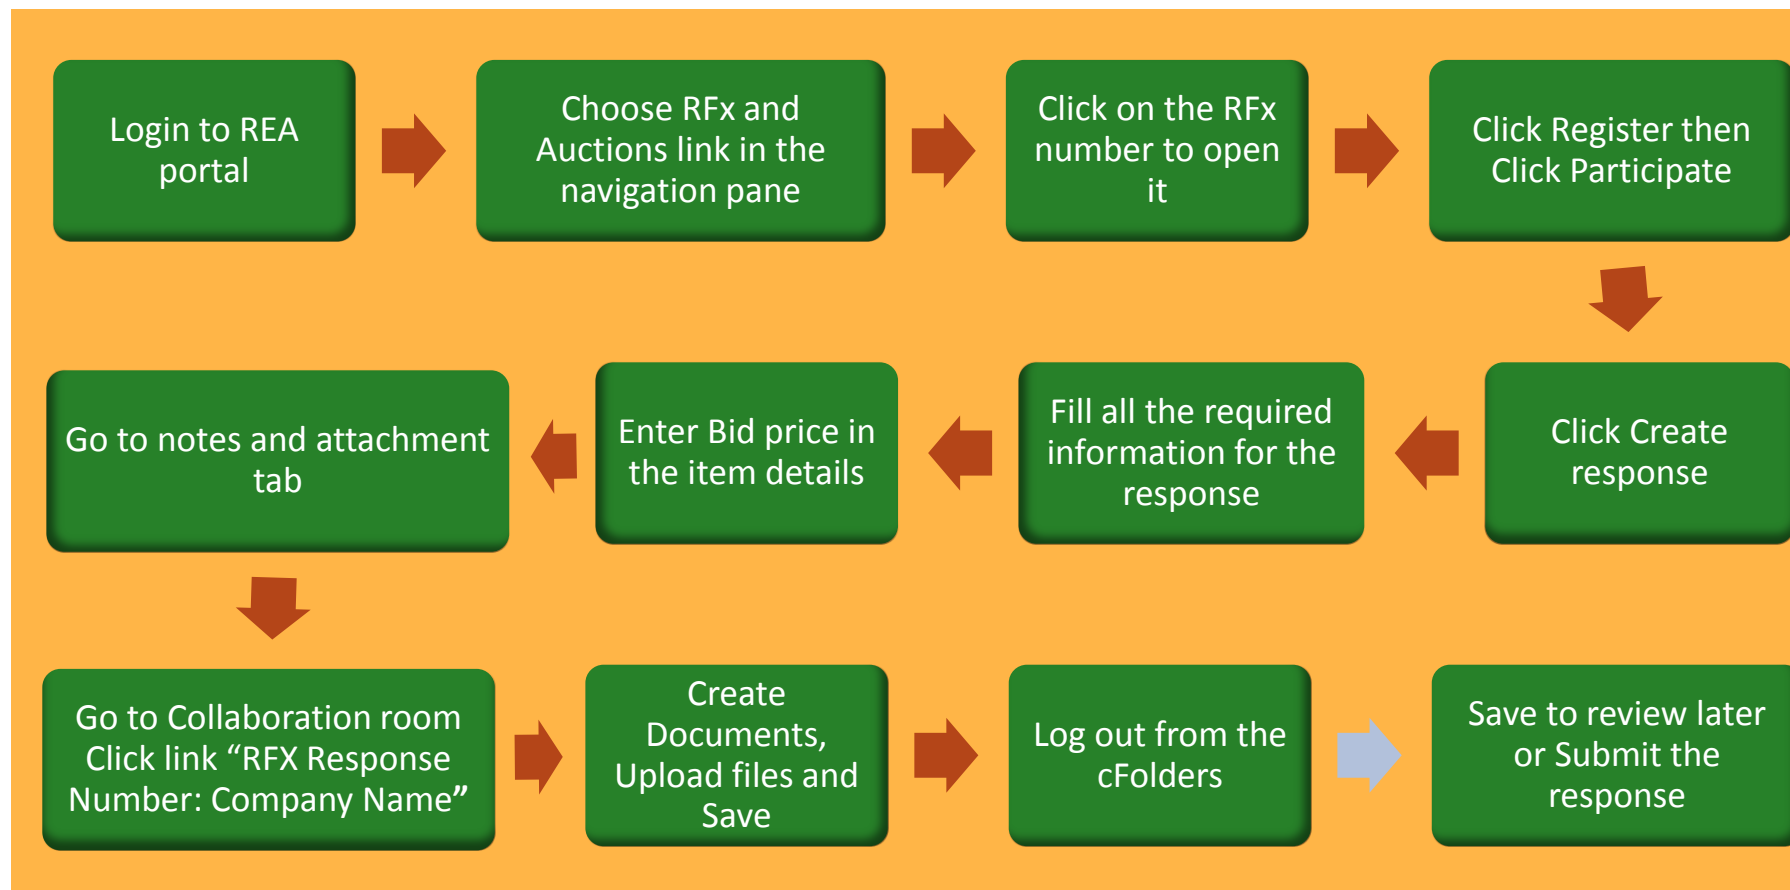 Login to REA
portal
Choose RFx and
Auctions link in the
navigation pane
Click on the RFx
number to open
it
Click Register then
Click Participate
Click Create
response
Fill all the required
information for the
response
Enter Bid price in
the item details
Go to notes and attachment
tab
Go to Collaboration room
Click link “RFX Response
Number: Company Name”
Create
Documents,
Upload files and
Save
Log out from the
cFolders
Save to review later
or Submit the
response